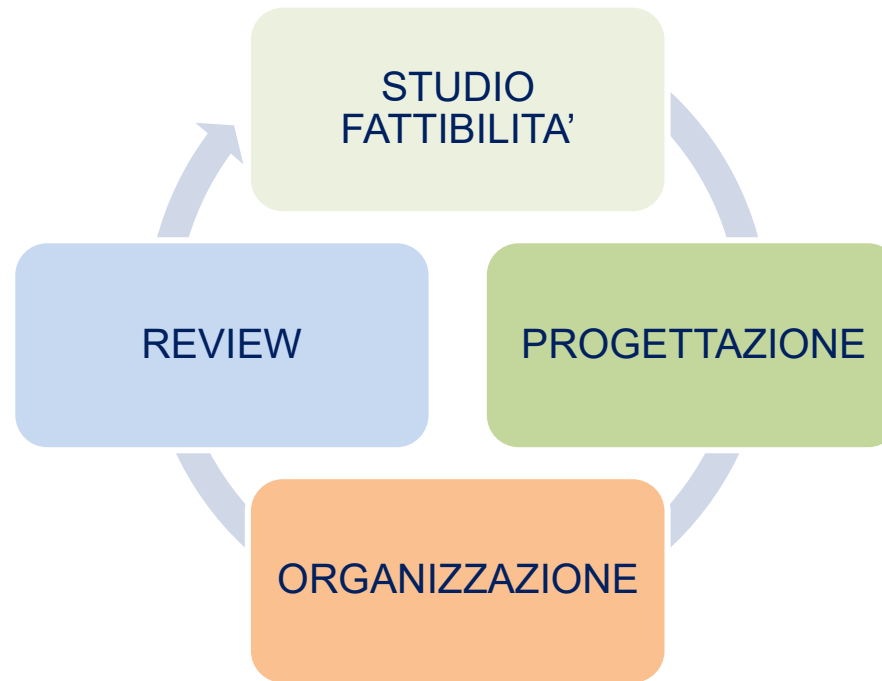 STUDIO
FATTIBILITA’
PROGETTAZIONE
ORGANIZZAZIONE
REVIEW